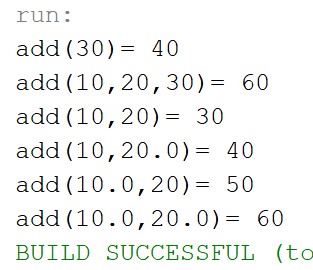 run:
add(30)= 40
add(10,20,30)= 60
add(10,20)= 30
add(10,20.0)= 40
add(10.0,20)= 50
add(10.0,20.0)= 60
BUILD SUCCESSFUL (to